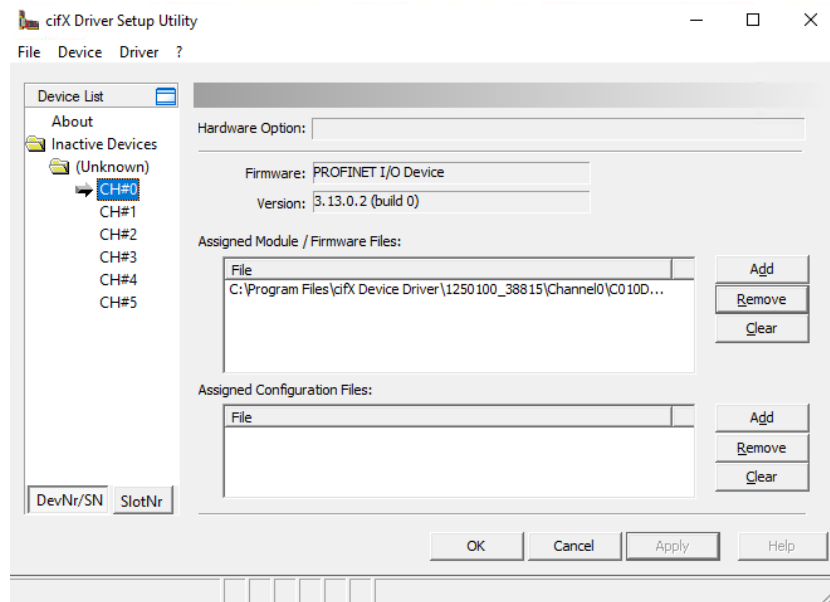 cifX Driver Setup Utility
File Device Driver ?
Device List
About
Inactive Devices
(Unknown)
CH#0
CH#1
CH#2
CH#3
CH#4
CH#5
DevNr/SN SlotNr
Hardware Option:
Firmware: PROFINET I/O Device
Version: 3.13.0.2 (build 0)
Assigned Module / Firmware Files:
File
C:\Program Files\cifX Device Driver\1250100_38815\Channel0\C010D...
Add
Remove
Clear
Assigned Configuration Files:
File
Add
Remove
Clear
OK Cancel Apply Help